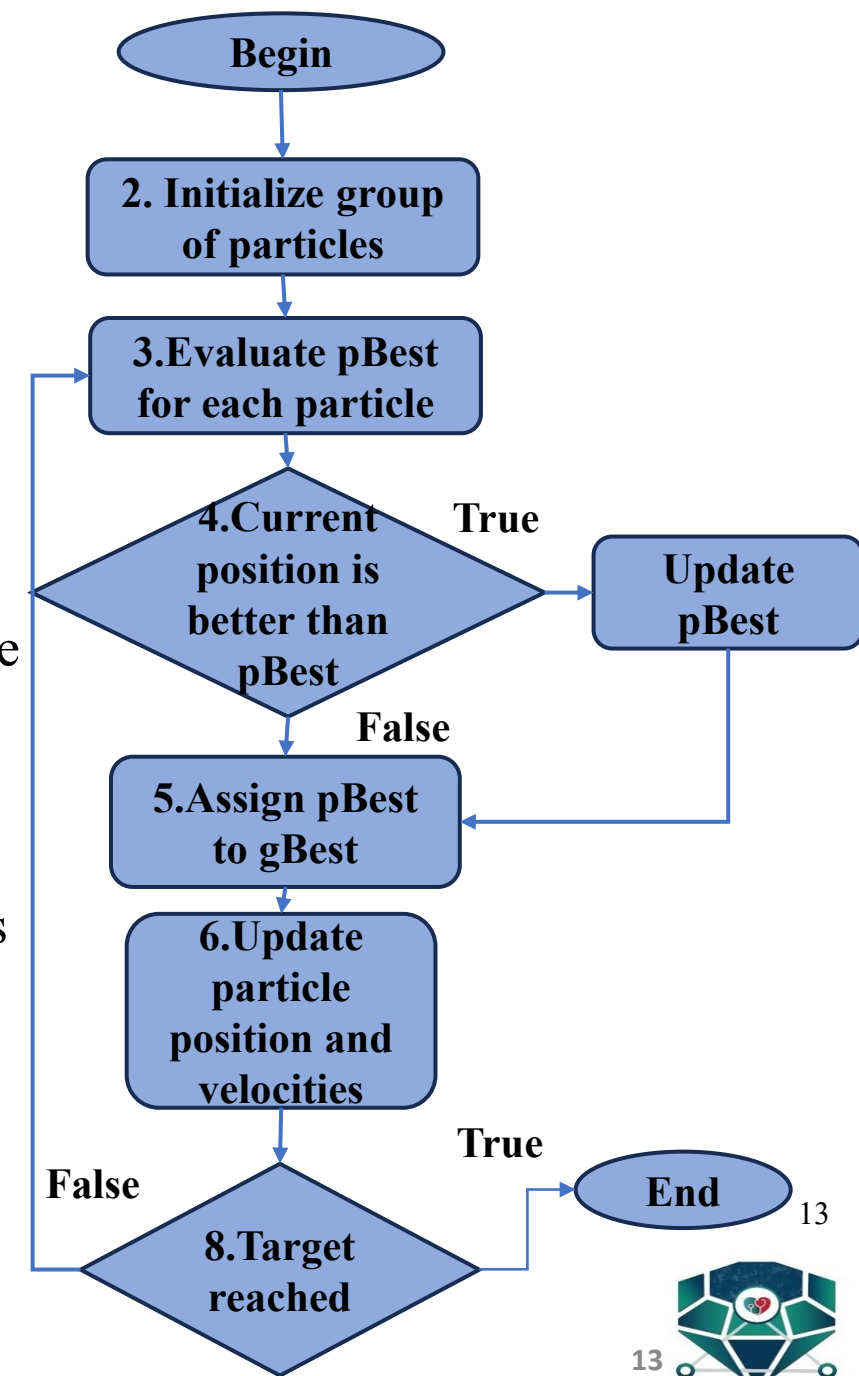 Begin
2. Initialize group
of particles
3.Evaluate pBest
for each particle
4.Current
position is
better than
pBest
True
Update
pBest
e
False
5.Assign pBest
to gBest
s
6.Update
particle
position and
velocities
True
False
End
13
8.Target
reached
13